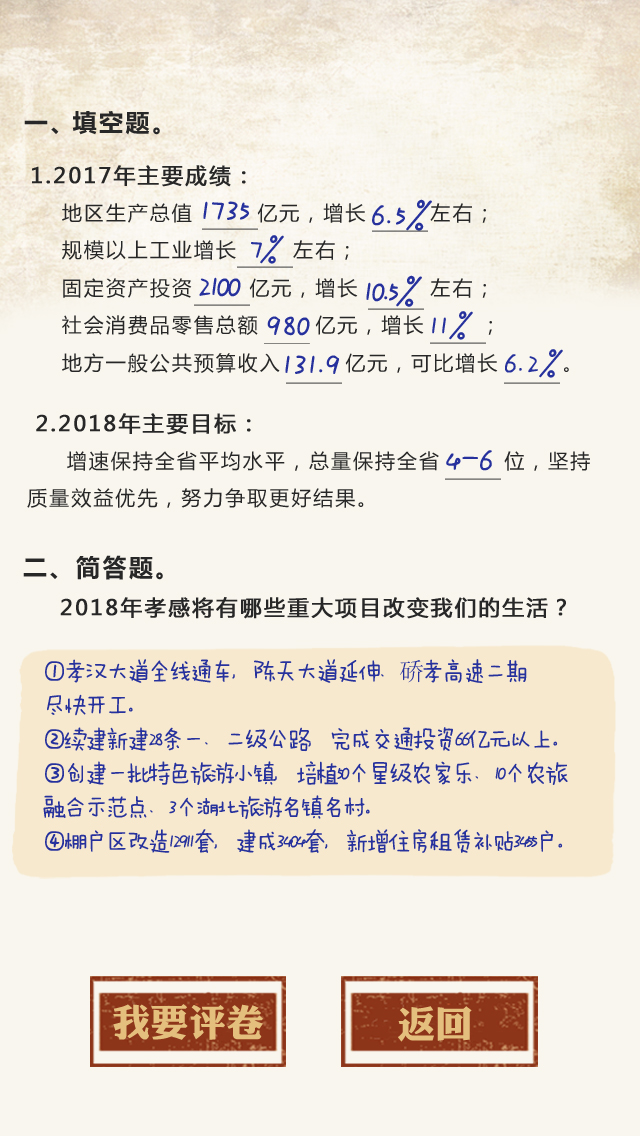 一、填空题。
1.2017年主要成绩：
地区生产总值 1735 亿元，增长 6.5% 左右；
规模以上工业增长 7% 左右；
固定资产投资 2100 亿元，增长 10.5% 左右；
社会消费品零售总额 980 亿元，增长 11% ；
地方一般公共预算收入 131.9 亿元，可比增长 6.2% 。
2.2018年主要目标：
增速保持全省平均水平，总量保持全省 4-6 位，坚持
质量效益优先，努力争取更好结果。
二、简答题。
2018年孝感将有哪些重大项目改变我们的生活？
①孝汉大道全线通车，陈天大道延伸、硚孝高速二期
尽快开工。
②续建新建28条一、二级公路 完成交通投资66亿元以上。
③创建一批特色旅游小镇 培植50个星级农家乐、10个农旅
融合示范点、3个湖北旅游名镇名村。
④棚户区改造12911套，建成3404套，新增住房租赁补贴3455户。
我要评卷
返回